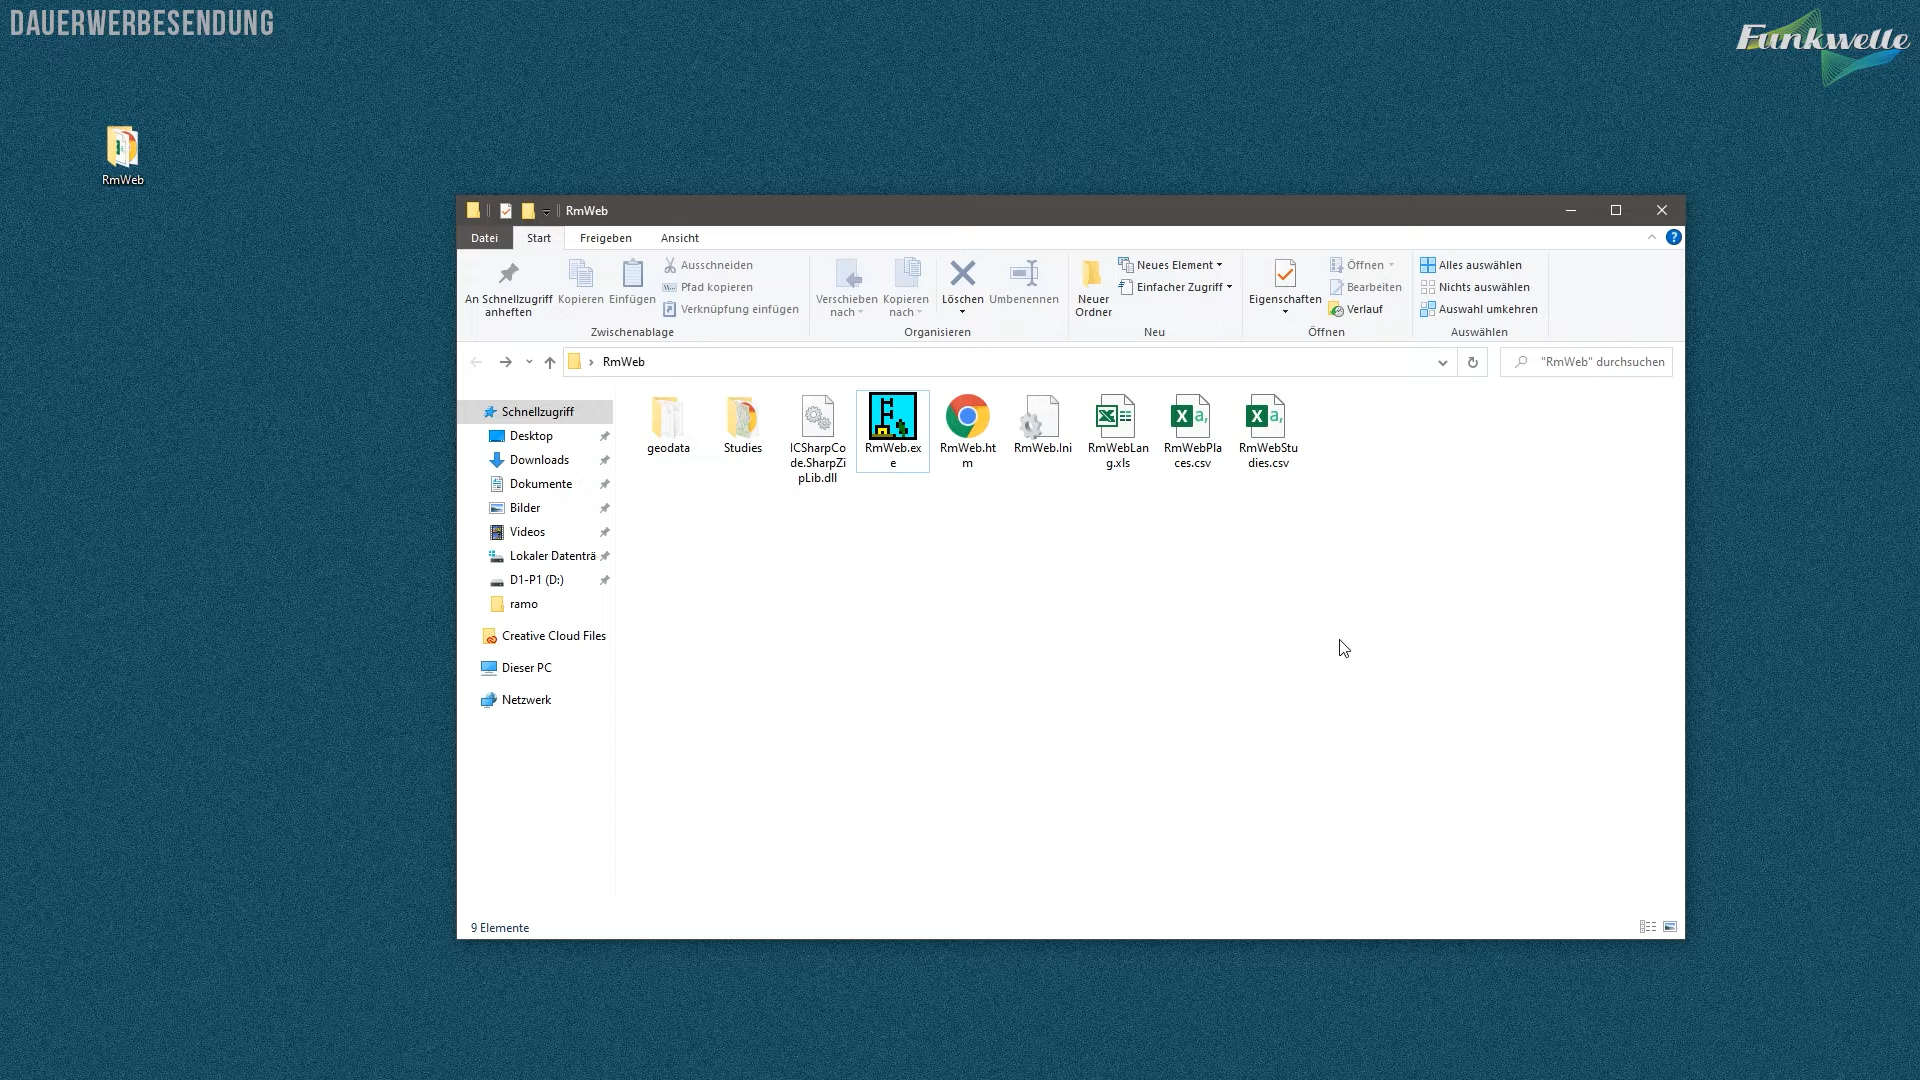 DAUERWERBESENDUNG
Funkwelle
RmWeb
RmWeb
Datei
Start
Freigeben
Ansicht
An Schnellzugriff
anheften
Kopieren
Einfügen
Ausschneiden
Pfad kopieren
Verknüpfung einfügen
Zwischenablage
Verschieben
nach
Kopieren
nach
Löschen
Umbenennen
Organisieren
Neuer
Ordner
Neues Element
Einfacher Zugriff
Neu
Eigenschaften
Öffnen
Bearbeiten
Verlauf
Öffnen
Alles auswählen
Nichts auswählen
Auswahl umkehren
Auswählen
RmWeb
"RmWeb" durchsuchen
Schnellzugriff
Desktop
Downloads
Dokumente
Bilder
Videos
Lokaler Datenträ
D1-P1 (D:)
ramo
Creative Cloud Files
Dieser PC
Netzwerk
geodata
Studies
ICSharpCo
de.SharpZi
pLib.dll
RmWeb.ex
e
RmWeb.ht
m
RmWeb.Ini
RmWebLan
g.xls
RmWebPla
ces.csv
RmWebStu
dies.csv
9 Elemente